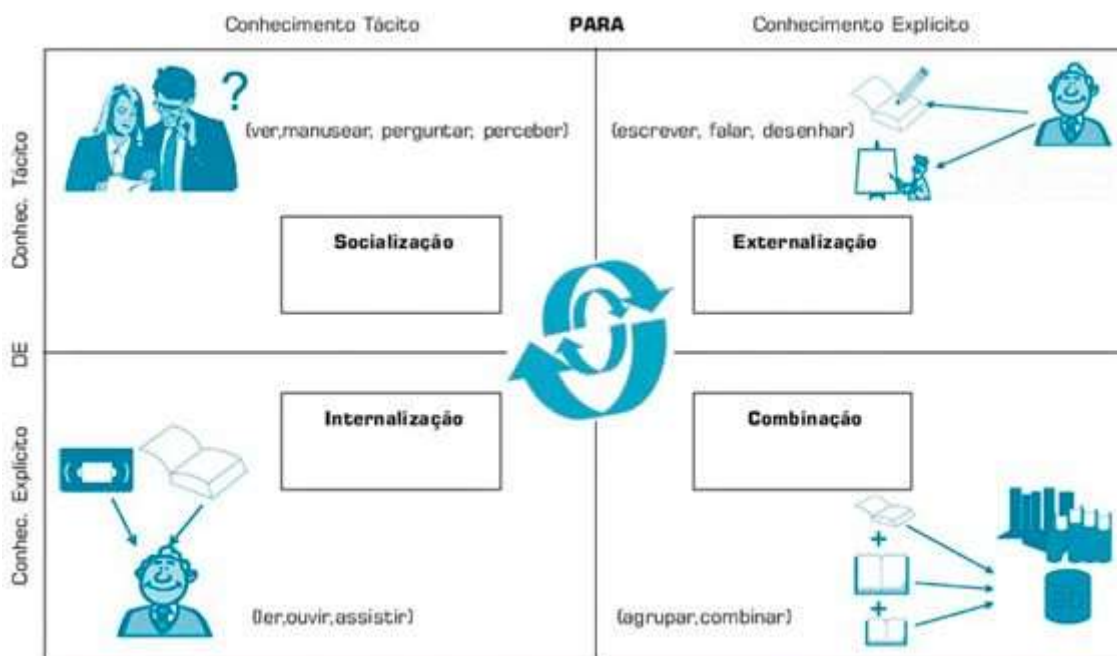 Conhecimento Tácito PARA Conhecimento Explícito
Conhec. Tácito
?
(ver,manusear, perguntar, perceber)
(escrever, falar, desenhar)
Socialização
Externalização
DE
Internalização
Combinação
Conhec. Explícito
+
+
(ler,ouvir,assistir)
(agrupar,combinar)